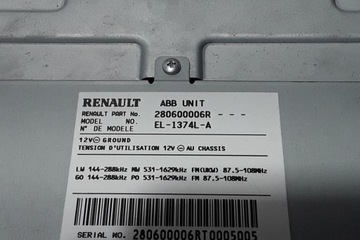 RENAULT ABB UNIT
RENAULT PART No. 280600006R - - -
MODEL NO. EL-1374L-A
N° DE MODELE
12V⊖ GROUND
TENSION D'UTILISATION 12V⊖ AU CHASSIS
LW 144-288kHz MW 531-1629kHz FM(UKW) 87.5-108MHz
GO 144-288kHz PO 531-1629kHz FM 87.5-108MHz
SERIAL NO. 280600006RT0005005